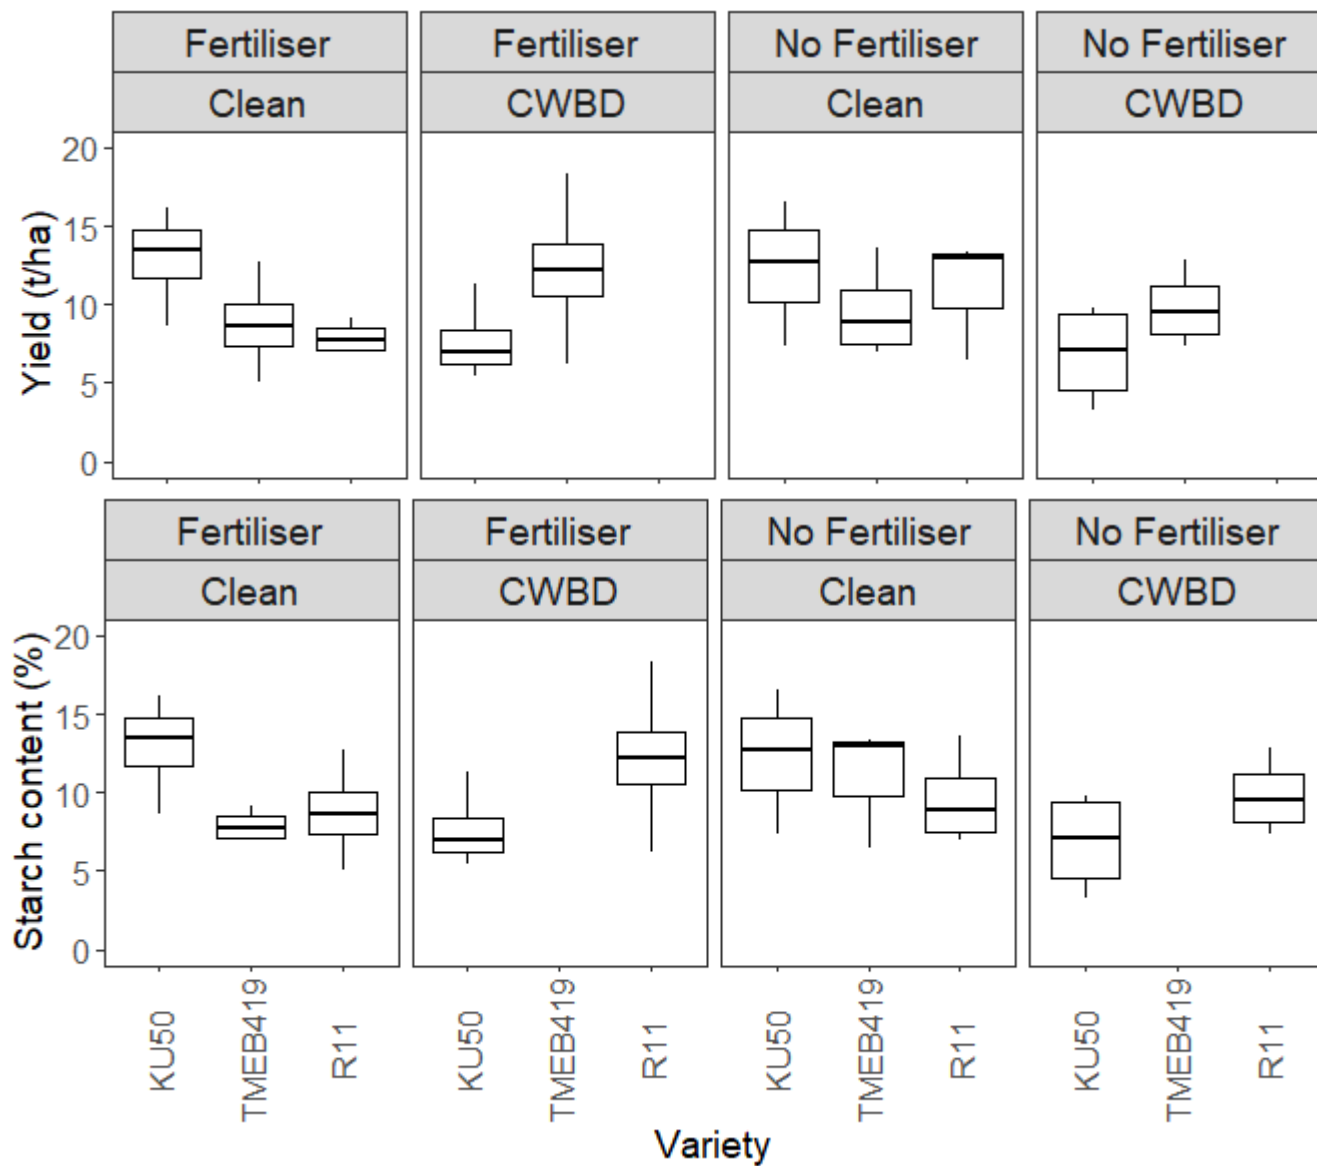 Fertiliser Fertiliser No Fertiliser No Fertiliser
Clean CWBD Clean CWBD
Yield (t/ha)
20
15
10
5
0
Fertiliser Fertiliser No Fertiliser No Fertiliser
Clean CWBD Clean CWBD
Starch content (%)
20
15
10
5
0
KU50 TMEB419 R11 KU50 TMEB419 R11 KU50 TMEB419 R11 KU50 TMEB419 R11
Variety